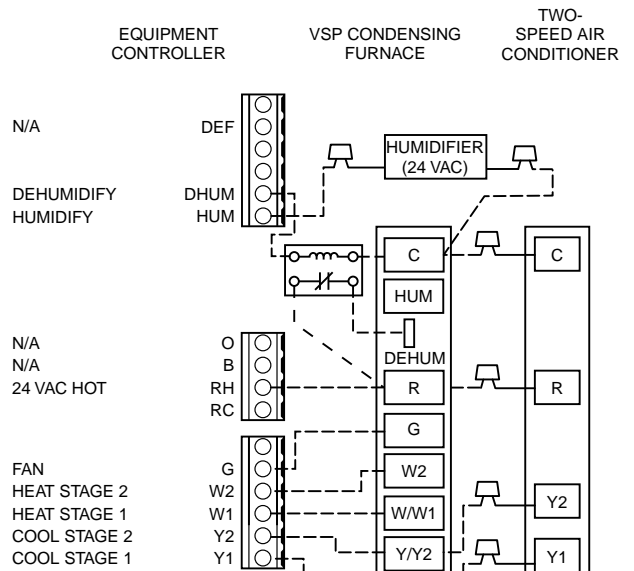 EQUIPMENT
CONTROLLER
VSP CONDENSING
FURNACE
TWO-
SPEED AIR
CONDITIONER
N/A DEF
HUMIDIFIER
(24 VAC)
DEHUMIDIFY DHUM
HUMIDIFY HUM
C C
HUM
N/A O
N/A B
DEHUM
24 VAC HOT RH R R
RC
G
FAN G
W2
HEAT STAGE 2 W2
Y2
HEAT STAGE 1 W1 W/W1
COOL STAGE 2 Y2
COOL STAGE 1 Y1 Y/Y2 Y1